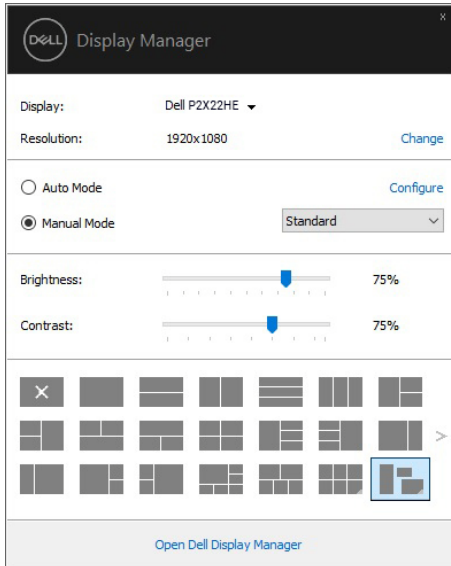 x
DELL Display Manager
Display: Dell P2X22HE
Resolution: 1920x1080 Change
Auto Mode Configure
Manual Mode Standard
Brightness: 75%
Contrast: 75%
Open Dell Display Manager